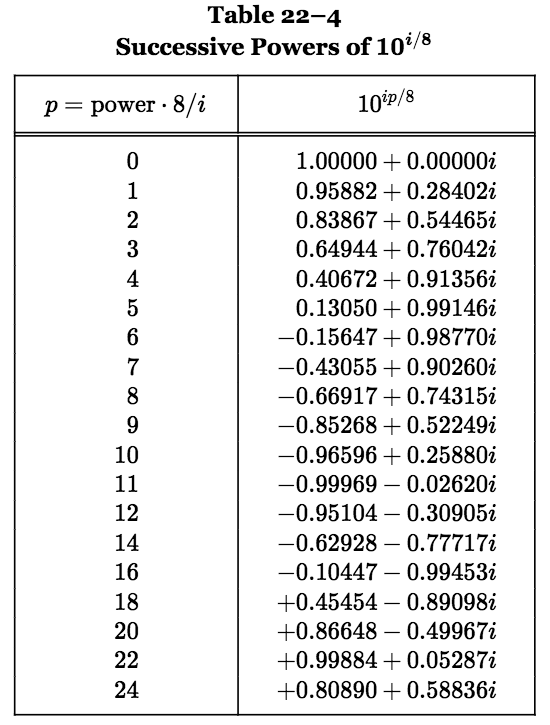 Table 22–4
Successive Powers of 10^{i/8}
p = power · 8/i 10^{ip/8}
0 1.00000 + 0.00000i
1 0.95882 + 0.28402i
2 0.83867 + 0.54465i
3 0.64944 + 0.76042i
4 0.40672 + 0.91356i
5 0.13050 + 0.99146i
6 −0.15647 + 0.98770i
7 −0.43055 + 0.90260i
8 −0.66917 + 0.74315i
9 −0.85268 + 0.52249i
10 −0.96596 + 0.25880i
11 −0.99969 − 0.02620i
12 −0.95104 − 0.30905i
14 −0.62928 − 0.77717i
16 −0.10447 − 0.99453i
18 +0.45454 − 0.89098i
20 +0.86648 − 0.49967i
22 +0.99884 + 0.05287i
24 +0.80890 + 0.58836i